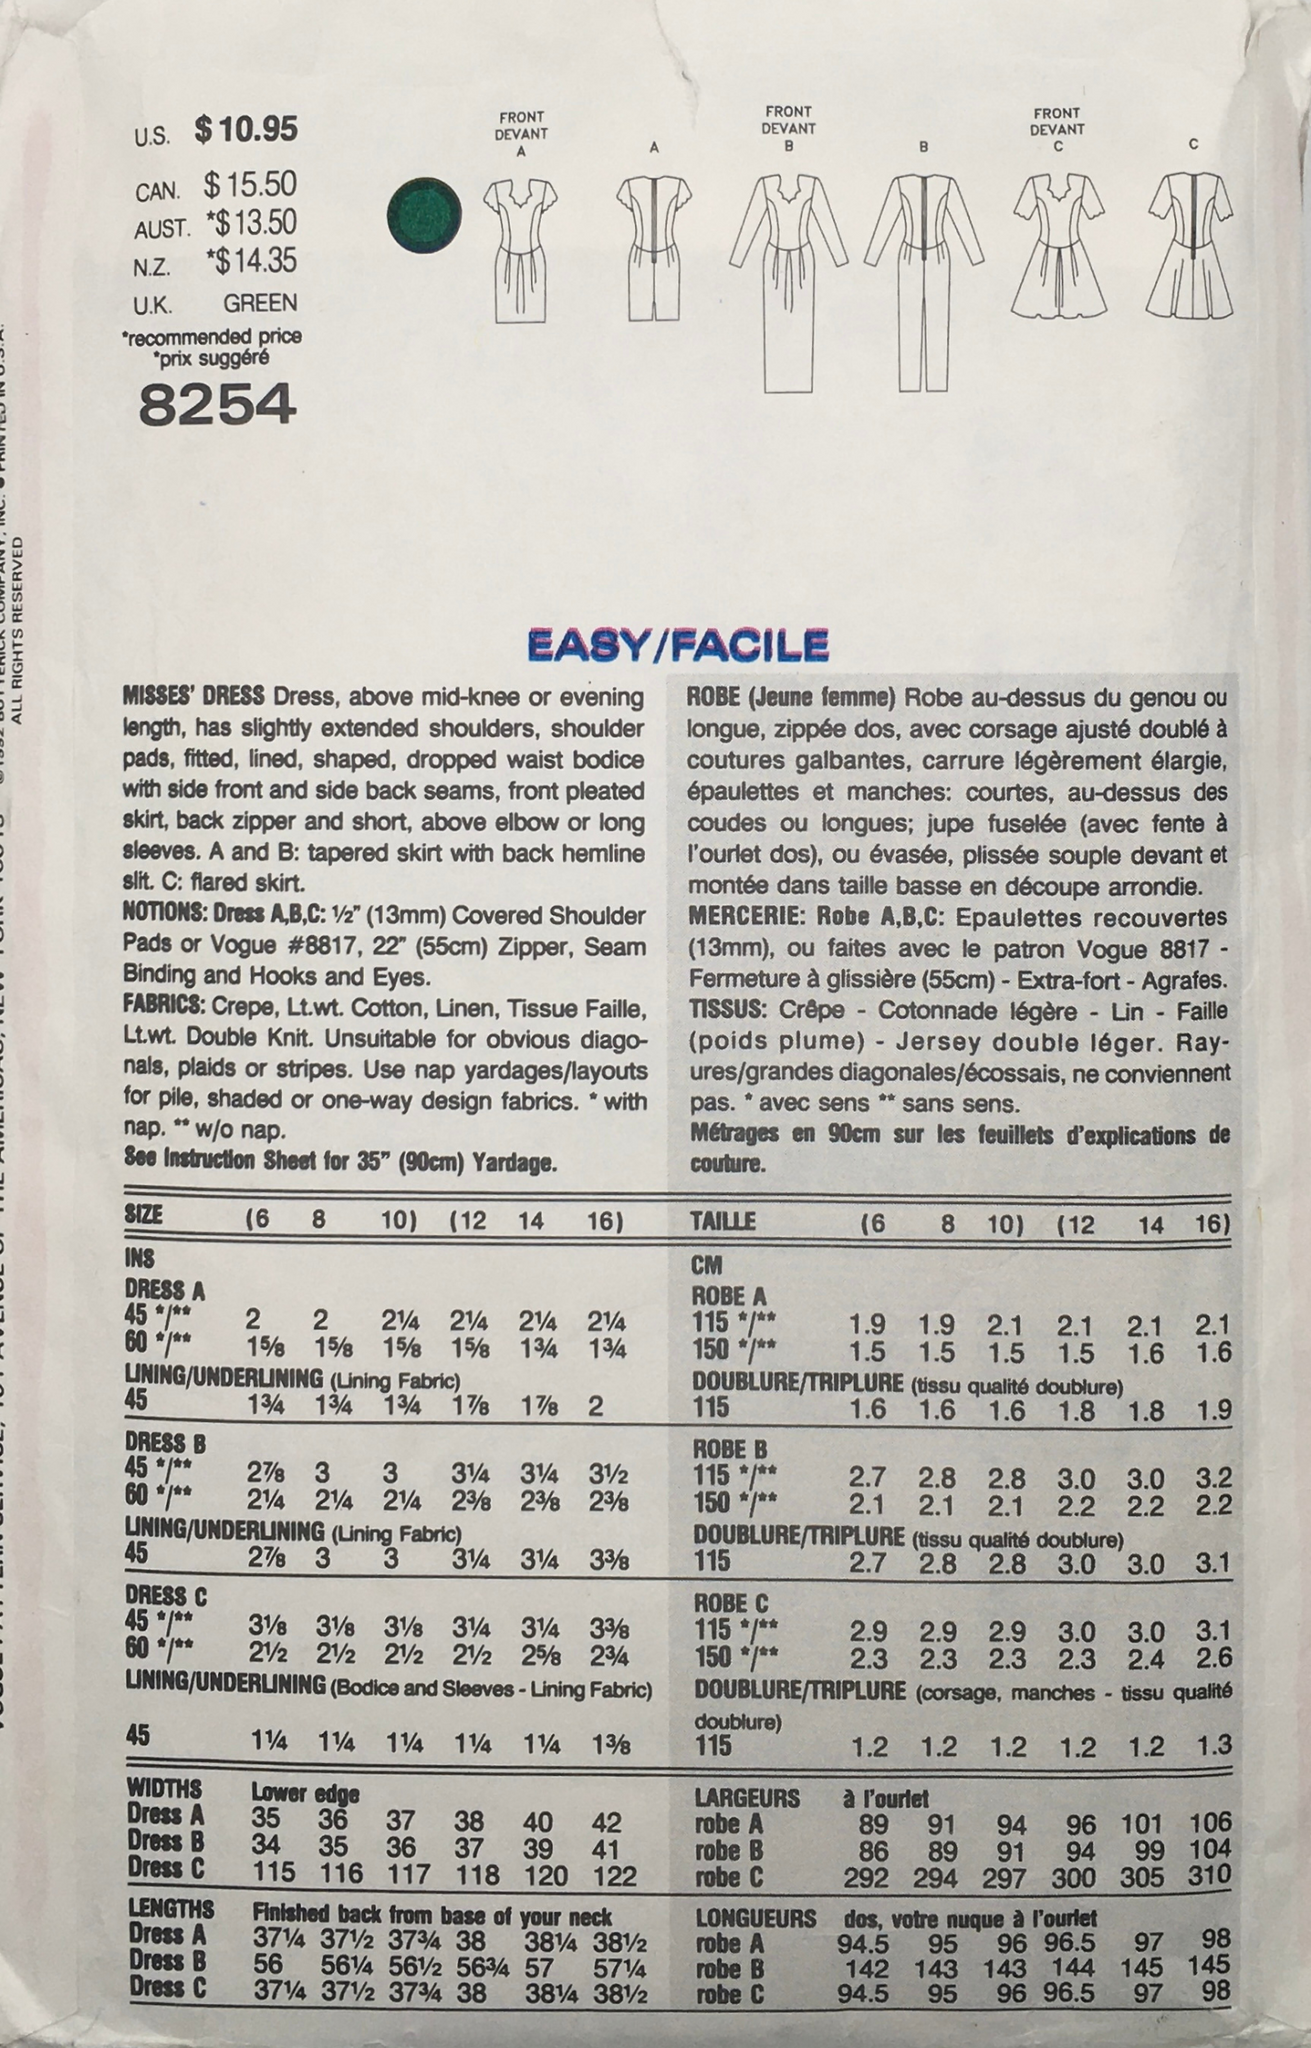 U.S. $10.95
CAN. $15.50
AUST. *$13.50
N.Z. *$14.35
U.K. GREEN
*recommended price
*prix suggéré
8254
FRONT
DEVANT
A
A
FRONT
DEVANT
B
B
FRONT
DEVANT
C
C
ALL RIGHTS RESERVED
EASY/FACILE
MISSES' DRESS Dress, above mid-knee or evening
length, has slightly extended shoulders, shoulder
pads, fitted, lined, shaped, dropped waist bodice
with side front and side back seams, front pleated
skirt, back zipper and short, above elbow or long
sleeves. A and B: tapered skirt with back hemline
slit. C: flared skirt.
NOTIONS: Dress A,B,C: ½" (13mm) Covered Shoulder
Pads or Vogue #8817, 22" (55cm) Zipper, Seam
Binding and Hooks and Eyes.
FABRICS: Crepe, Lt.wt. Cotton, Linen, Tissue Faille,
Lt.wt. Double Knit. Unsuitable for obvious diago-
nals, plaids or stripes. Use nap yardages/layouts
for pile, shaded or one-way design fabrics. * with
nap. ** w/o nap.
See Instruction Sheet for 35" (90cm) Yardage.
ROBE (Jeune femme) Robe au-dessus du genou ou
longue, zippée dos, avec corsage ajusté doublé à
coutures galbantes, carrure légèrement élargie,
épaulettes et manches: courtes, au-dessus des
coudes ou longues; jupe fuselée (avec fente à
l'ourlet dos), ou évasée, plissée souple devant et
montée dans taille basse en découpe arrondie.
MERCERIE: Robe A,B,C: Epaulettes recouvertes
(13mm), ou faites avec le patron Vogue 8817 -
Fermeture à glissière (55cm) - Extra-fort - Agrafes.
TISSUS: Crêpe - Cotonnade légère - Lin - Faille
(poids plume) - Jersey double léger. Ray-
ures/grandes diagonales/écossais, ne conviennent
pas. * avec sens ** sans sens.
Métrages en 90cm sur les feuillets d'explications de
couture.
SIZE (6 8 10) (12 14 16)
INS
DRESS A
45 */** 2 2 2¼ 2¼ 2¼ 2¼
60 */** 1⅝ 1⅝ 1⅝ 1⅝ 1¾ 1¾
LINING/UNDERLINING (Lining Fabric)
45 1¾ 1¾ 1¾ 1⅞ 1⅞ 2
DRESS B
45 */** 2⅞ 3 3 3¼ 3¼ 3½
60 */** 2¼ 2¼ 2¼ 2⅜ 2⅜ 2⅜
LINING/UNDERLINING (Lining Fabric)
45 2⅞ 3 3 3¼ 3¼ 3⅜
DRESS C
45 */** 3⅛ 3⅛ 3⅛ 3¼ 3¼ 3⅜
60 */** 2½ 2½ 2½ 2½ 2⅝ 2¾
LINING/UNDERLINING (Bodice and Sleeves - Lining Fabric)
45 1¼ 1¼ 1¼ 1¼ 1¼ 1⅜
WIDTHS Lower edge
Dress A 35 36 37 38 40 42
Dress B 34 35 36 37 39 41
Dress C 115 116 117 118 120 122
LENGTHS Finished back from base of your neck
Dress A 37¼ 37½ 37¾ 38 38¼ 38½
Dress B 56 56¼ 56½ 56¾ 57 57¼
Dress C 37¼ 37½ 37¾ 38 38¼ 38½
TAILLE (6 8 10) (12 14 16)
CM
ROBE A
115 */** 1.9 1.9 2.1 2.1 2.1 2.1
150 */** 1.5 1.5 1.5 1.5 1.6 1.6
DOUBLURE/TRIPLURE (tissu qualité doublure)
115 1.6 1.6 1.6 1.8 1.8 1.9
ROBE B
115 */** 2.7 2.8 2.8 3.0 3.0 3.2
150 */** 2.1 2.1 2.1 2.2 2.2 2.2
DOUBLURE/TRIPLURE (tissu qualité doublure)
115 2.7 2.8 2.8 3.0 3.0 3.1
ROBE C
115 */** 2.9 2.9 2.9 3.0 3.0 3.1
150 */** 2.3 2.3 2.3 2.3 2.4 2.6
DOUBLURE/TRIPLURE (corsage, manches - tissu qualité
doublure)
115 1.2 1.2 1.2 1.2 1.2 1.3
LARGEURS à l'ourlet
robe A 89 91 94 96 101 106
robe B 86 89 91 94 99 104
robe C 292 294 297 300 305 310
LONGUEURS dos, votre nuque à l'ourlet
robe A 94.5 95 96 96.5 97 98
robe B 142 143 143 144 145 145
robe C 94.5 95 96 96.5 97 98